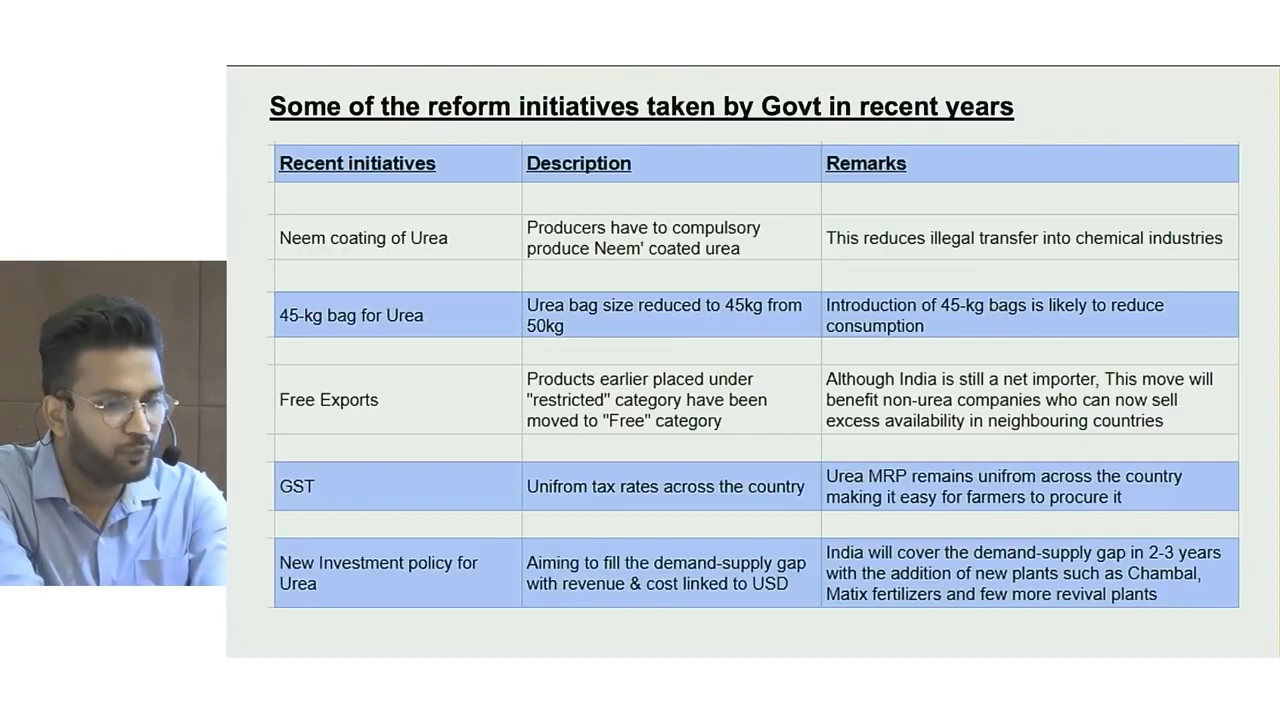 Some of the reform initiatives taken by Govt in recent years
Recent initiatives
Description
Remarks
Neem coating of Urea
Producers have to compulsory
produce Neem' coated urea
This reduces illegal transfer into chemical industries
45-kg bag for Urea
Urea bag size reduced to 45kg from
50kg
Introduction of 45-kg bags is likely to reduce
consumption
Free Exports
Products earlier placed under
"restricted" category have been
moved to "Free" category
Although India is still a net importer, This move will
benefit non-urea companies who can now sell
excess availability in neighbouring countries
GST
Unifrom tax rates across the country
Urea MRP remains unifrom across the country
making it easy for farmers to procure it
New Investment policy for
Urea
Aiming to fill the demand-supply gap
with revenue & cost linked to USD
India will cover the demand-supply gap in 2-3 years
with the addition of new plants such as Chambal,
Matix fertilizers and few more revival plants